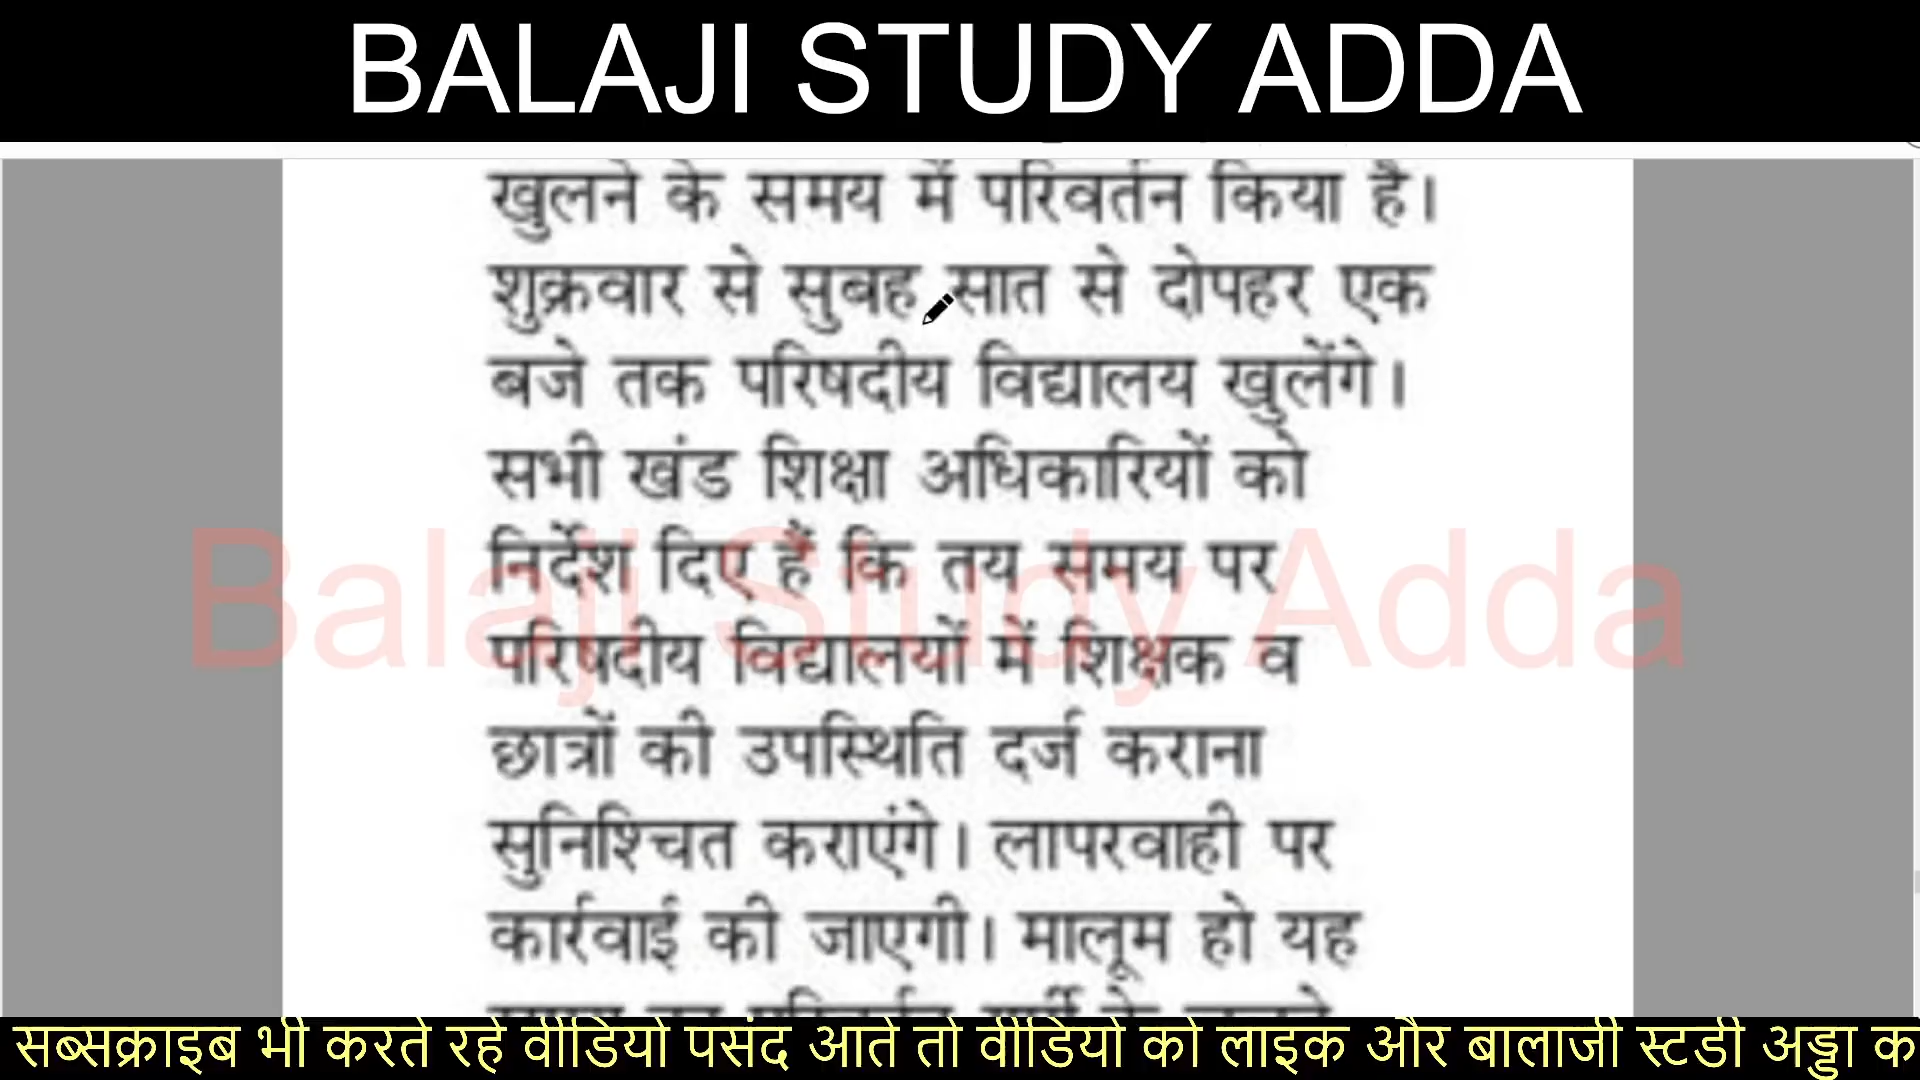 BALAJI STUDY ADDA
खुलने के समय में परिवर्तन किया है।
शुक्रवार से सुबह सात से दोपहर एक
बजे तक परिषदीय विद्यालय खुलेंगे।
सभी खंड शिक्षा अधिकारियों को
निर्देश दिए हैं कि तय समय पर
परिषदीय विद्यालयों में शिक्षक व
छात्रों की उपस्थिति दर्ज कराना
सुनिश्चित कराएंगे। लापरवाही पर
कार्रवाई की जाएगी। मालूम हो यह
Balaji Study Adda
सब्सक्राइब भी करते रहे वीडियो पसंद आते तो वीडियो को लाइक और बालाजी स्टडी अड्डा क